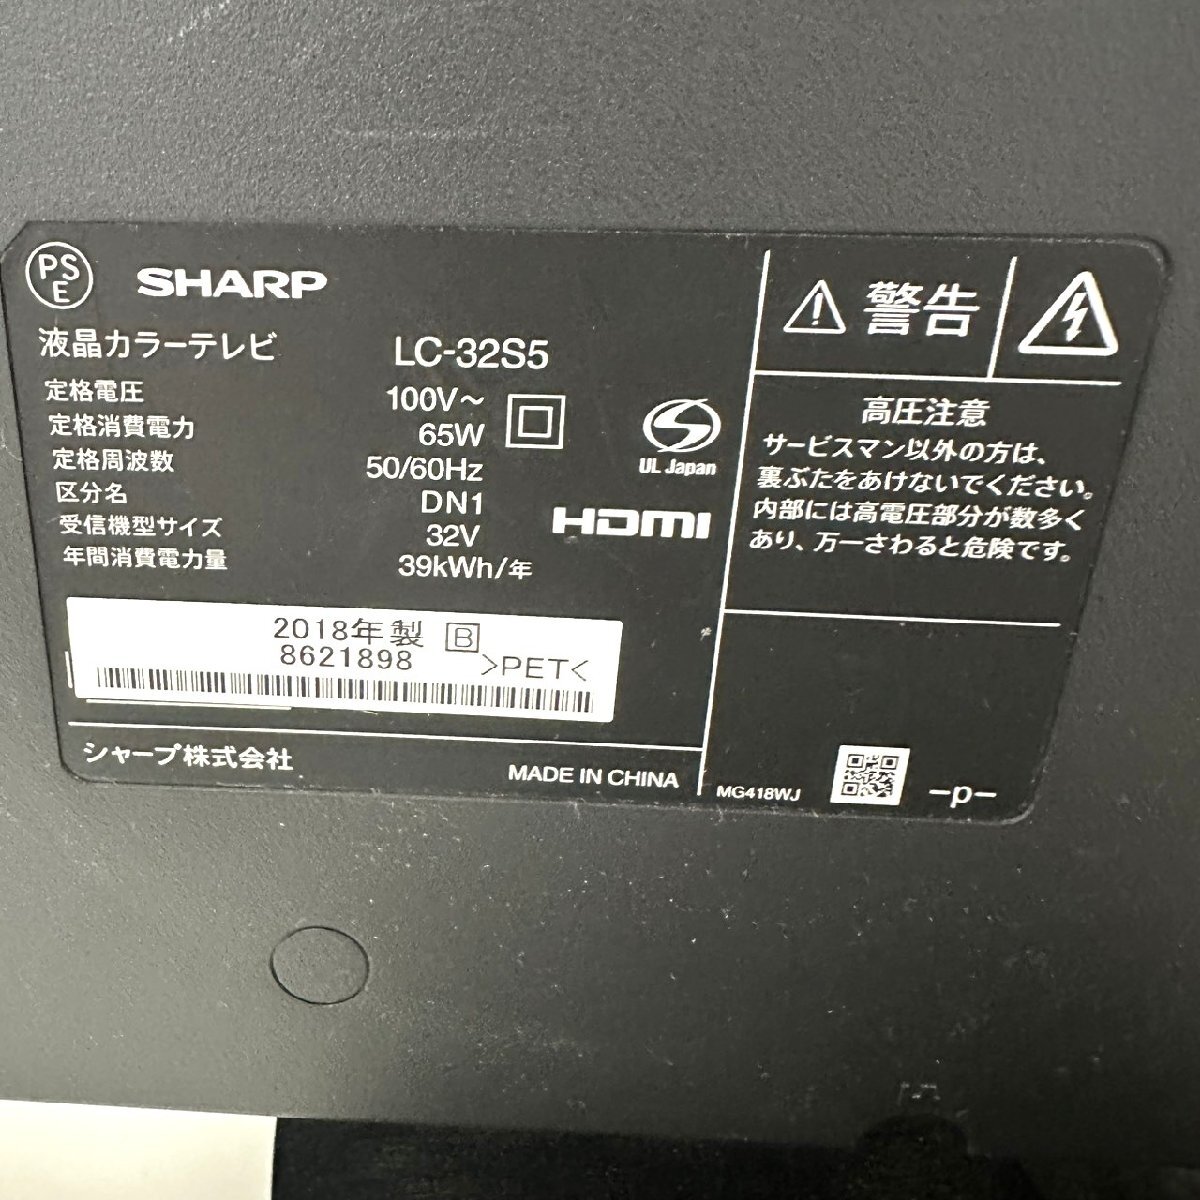 PS
E
SHARP
液晶カラーテレビ LC-32S5
定格電圧 100V～
定格消費電力 65W
定格周波数 50/60Hz
区分名 DN1
受信機型サイズ 32V
年間消費電力量 39kWh/年
UL Japan
HDMI
2018年製 B
8621898
>PET<
シャープ株式会社
MADE IN CHINA
警告
高圧注意
サービスマン以外の方は、
裏ぶたをあけないでください。
内部には高電圧部分が数多く
あり、万一さわると危険です。
MG418WJ
-p-